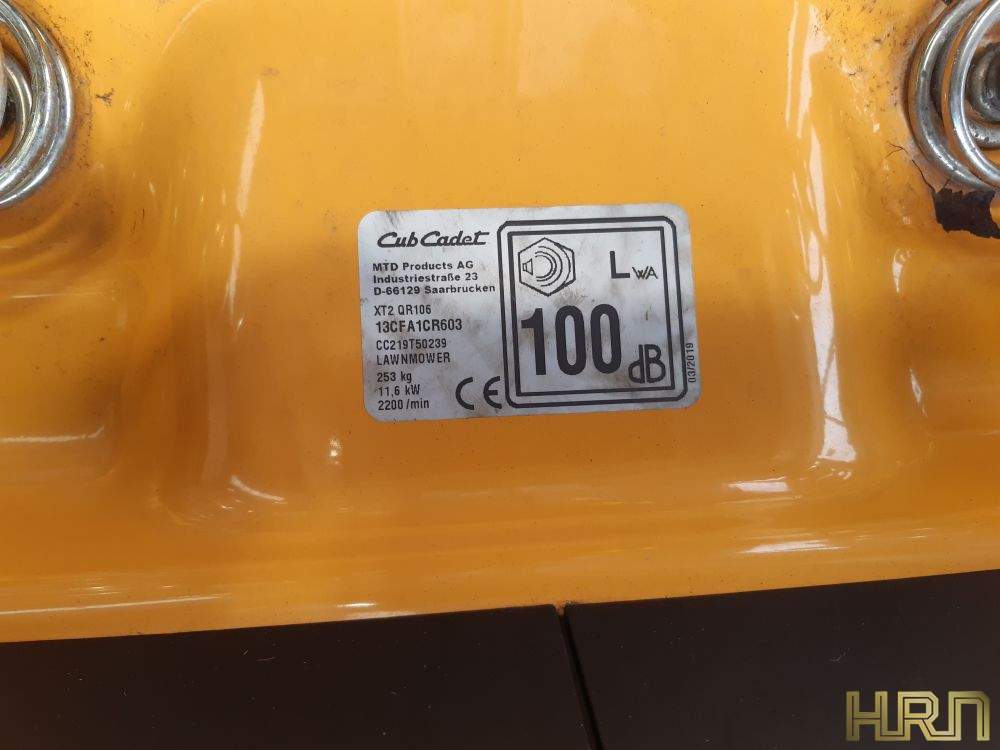 Cub Cadet
MTD Products AG
Industriestraße 23
D-66129 Saarbrucken
XT2 QR106
13CFA1CR603
CC219T50239
LAWNMOWER
253 kg
11,6 kW
2200 /min
CE
LWA
100 dB
03/2019
HRN